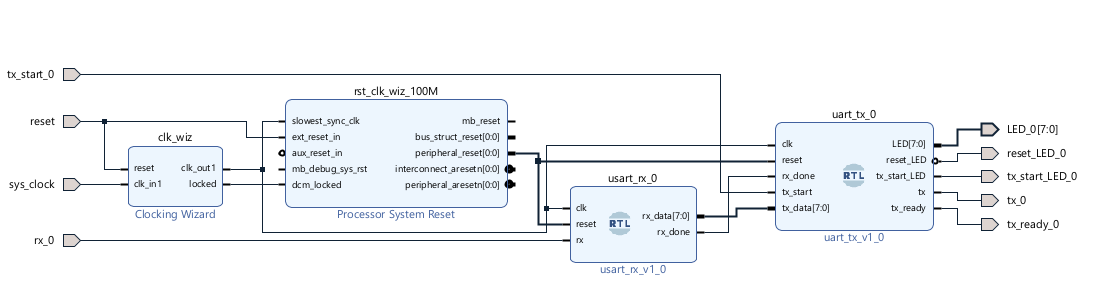 tx_start_0
reset
sys_clock
rx_0
clk_wiz
reset
clk_in1
clk_out1
locked
Clocking Wizard
rst_clk_wiz_100M
slowest_sync_clk
ext_reset_in
aux_reset_in
mb_debug_sys_rst
dcm_locked
mb_reset
bus_struct_reset[0:0]
peripheral_reset[0:0]
interconnect_aresetn[0:0]
peripheral_aresetn[0:0]
Processor System Reset
usart_rx_0
clk
reset
rx
RTL
rx_data[7:0]
rx_done
usart_rx_v1_0
uart_tx_0
clk
reset
rx_done
tx_start
tx_data[7:0]
RTL
LED[7:0]
reset_LED
tx_start_LED
tx
tx_ready
uart_tx_v1_0
LED_0[7:0]
reset_LED_0
tx_start_LED_0
tx_0
tx_ready_0